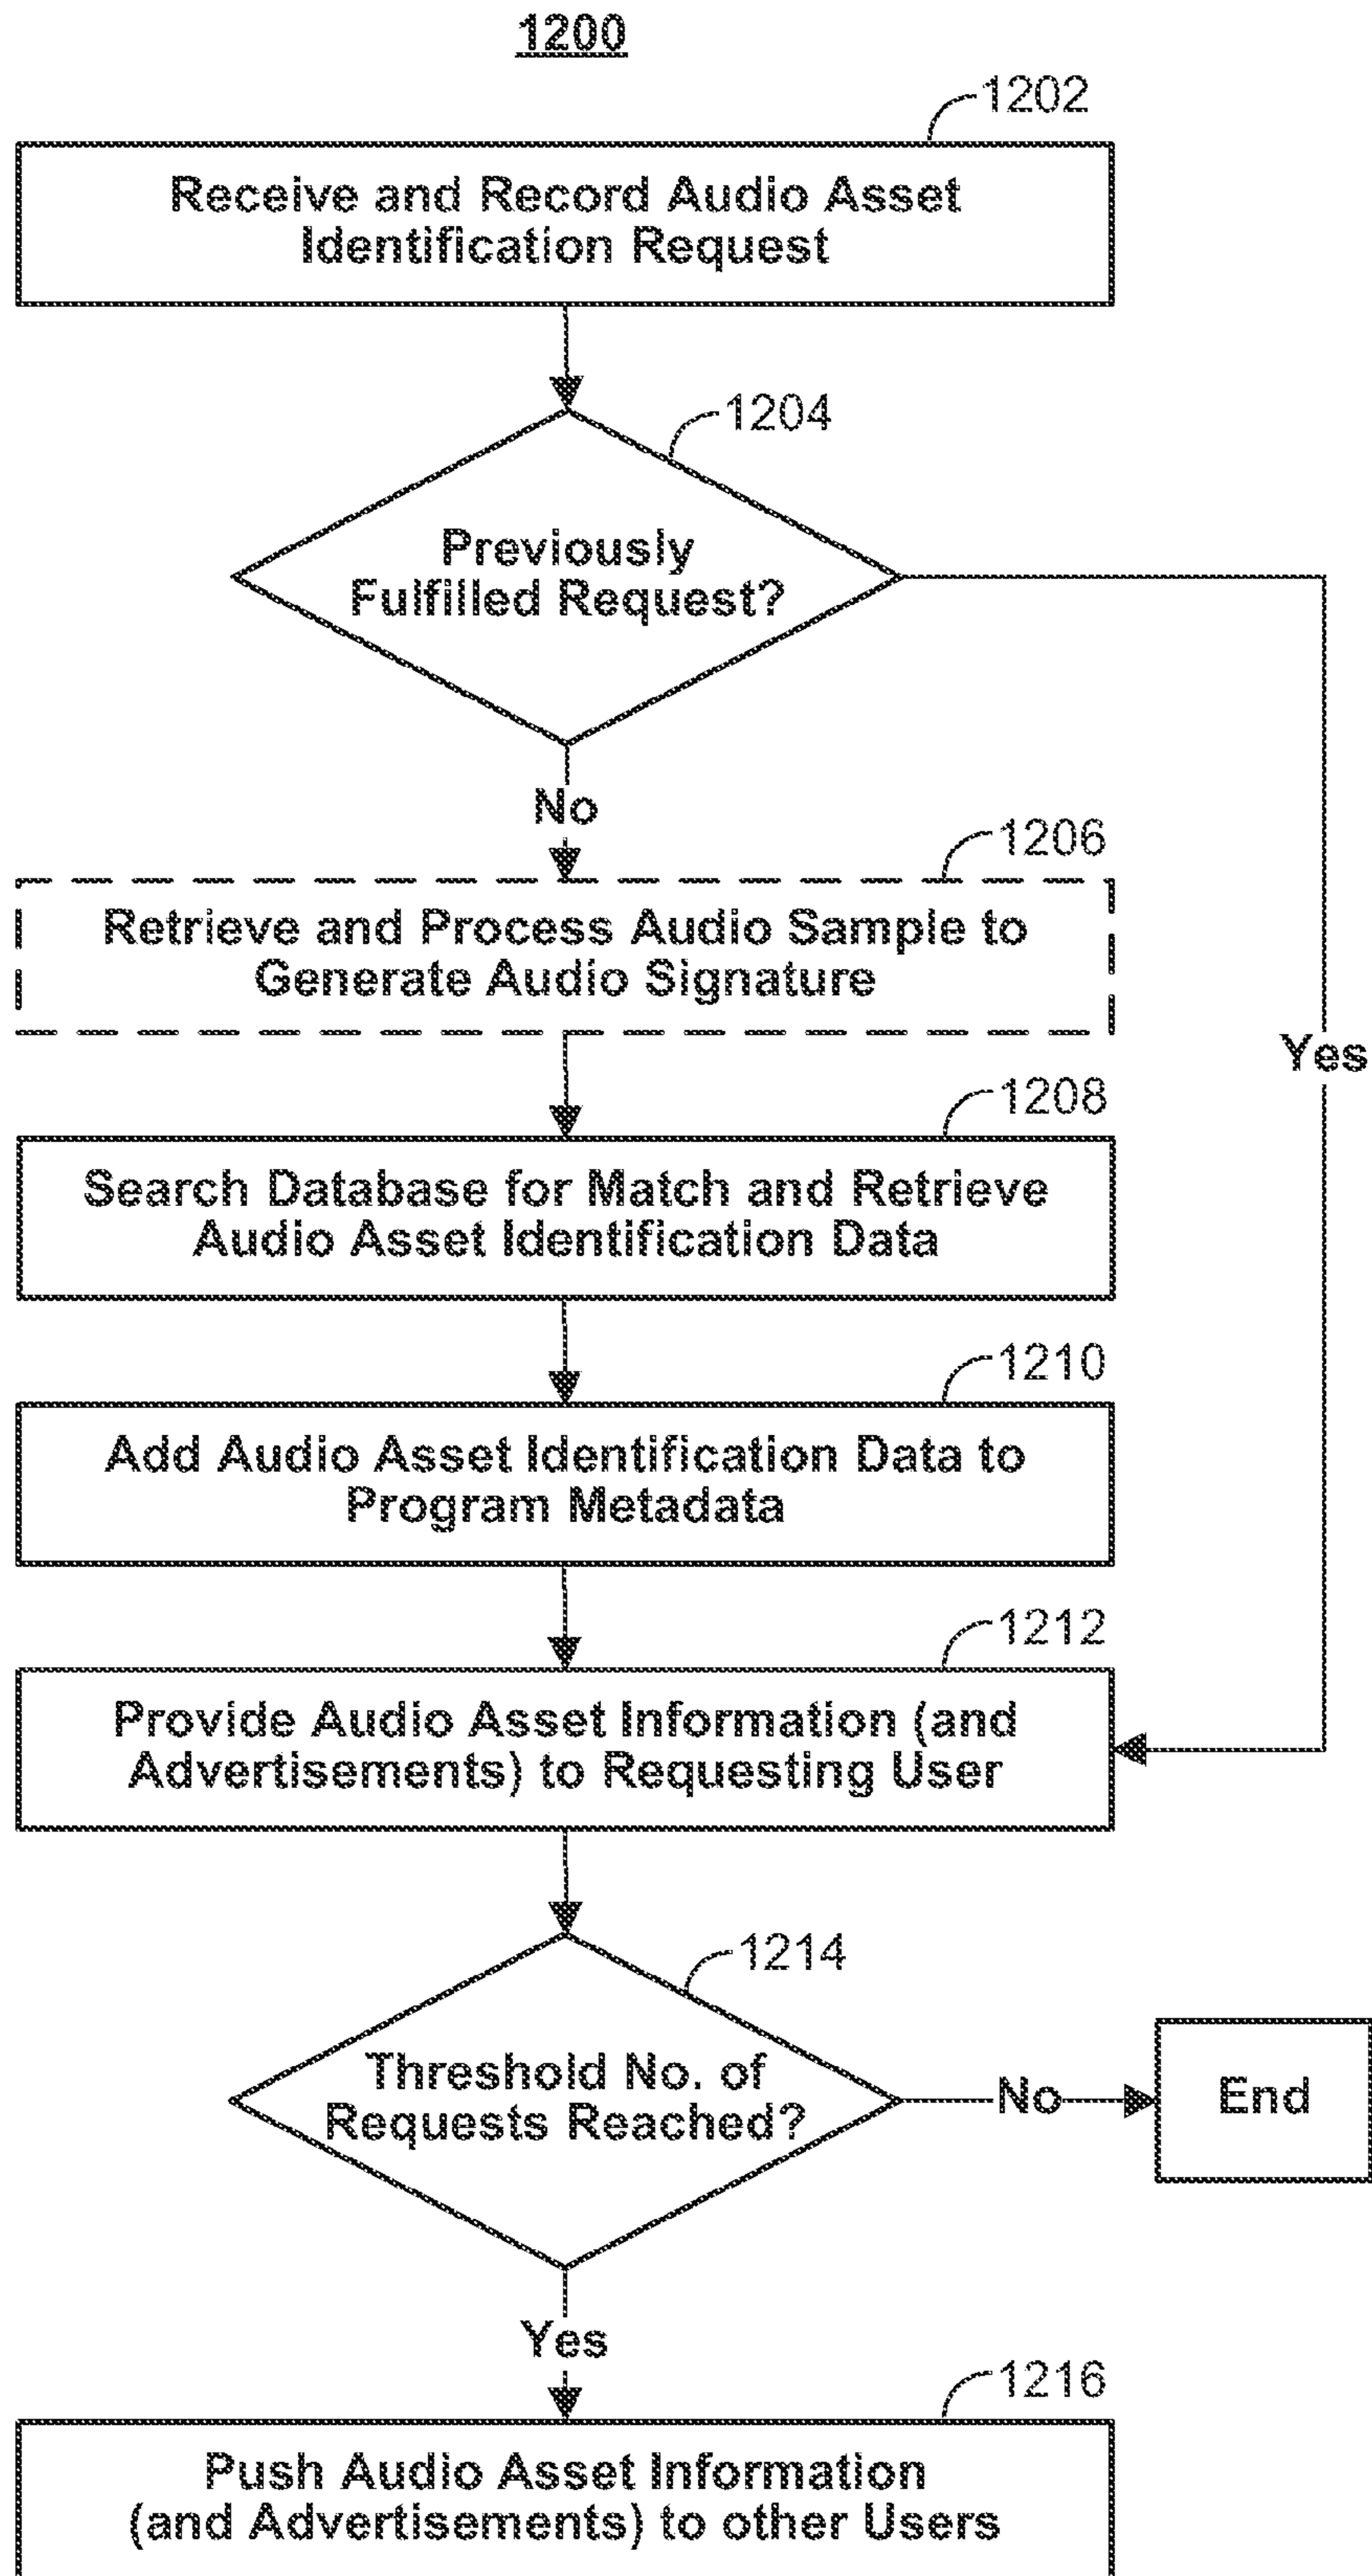 1200
1202
Receive and Record Audio Asset
Identification Request
1204
Previously
Fulfilled Request?
No
1206
Retrieve and Process Audio Sample to
Generate Audio Signature
Yes
1208
Search Database for Match and Retrieve
Audio Asset Identification Data
1210
Add Audio Asset Identification Data to
Program Metadata
1212
Provide Audio Asset Information (and
Advertisements) to Requesting User
1214
Threshold No. of
Requests Reached?
No
End
Yes
1216
Push Audio Asset Information
(and Advertisements) to other Users